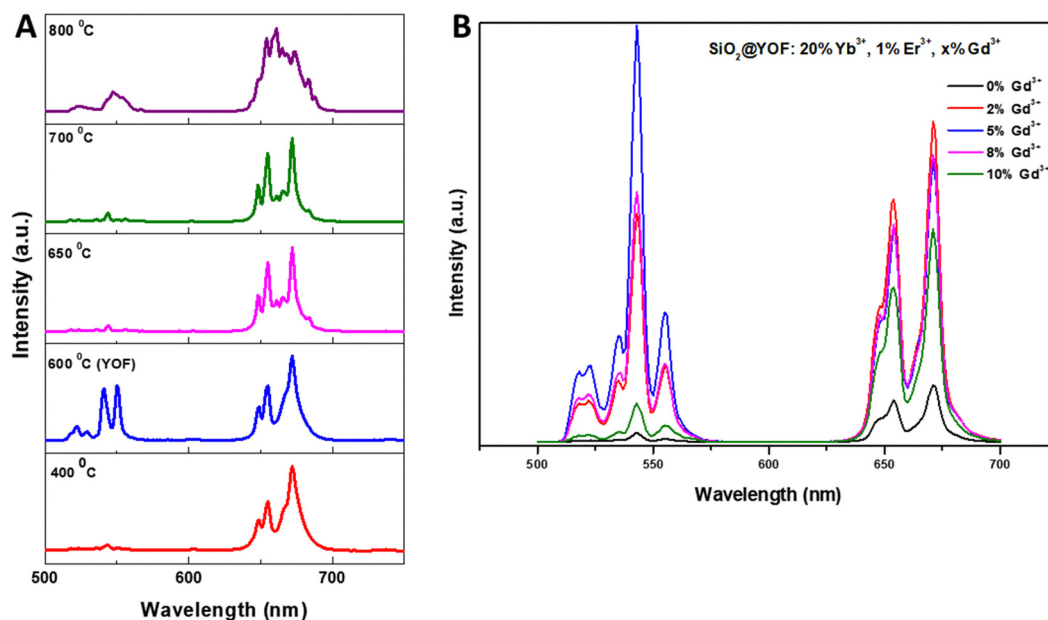 A
800 ⁰C
700 ⁰C
650 ⁰C
600 ⁰C (YOF)
400 ⁰C
Intensity (a.u.)
500 600 700
Wavelength (nm)
B
SiO₂@YOF: 20% Yb³⁺, 1% Er³⁺, x% Gd³⁺
0% Gd³⁺
2% Gd³⁺
5% Gd³⁺
8% Gd³⁺
10% Gd³⁺
Intensity (a.u.)
500 550 600 650 700
Wavelength (nm)